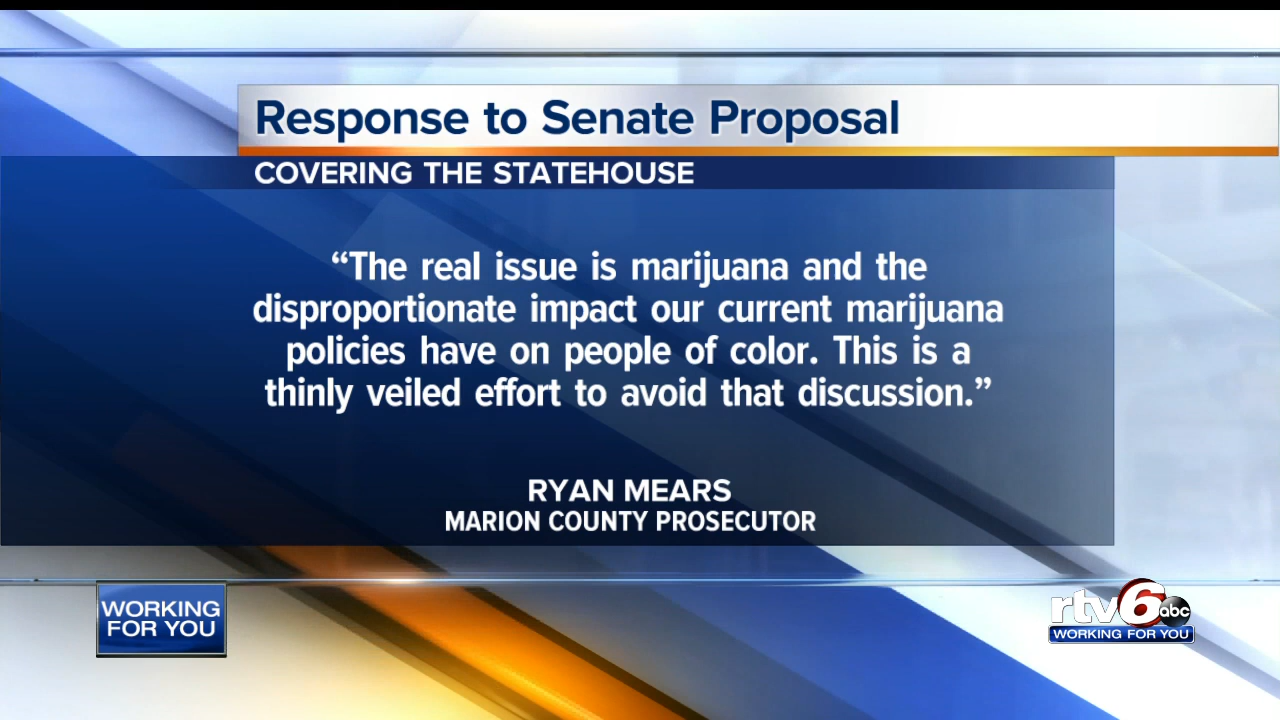 Response to Senate Proposal
COVERING THE STATEHOUSE
“The real issue is marijuana and the
disproportionate impact our current marijuana
policies have on people of color. This is a
thinly veiled effort to avoid that discussion.”
RYAN MEARS
MARION COUNTY PROSECUTOR
WORKING
FOR YOU
rtv6 abc
WORKING FOR YOU